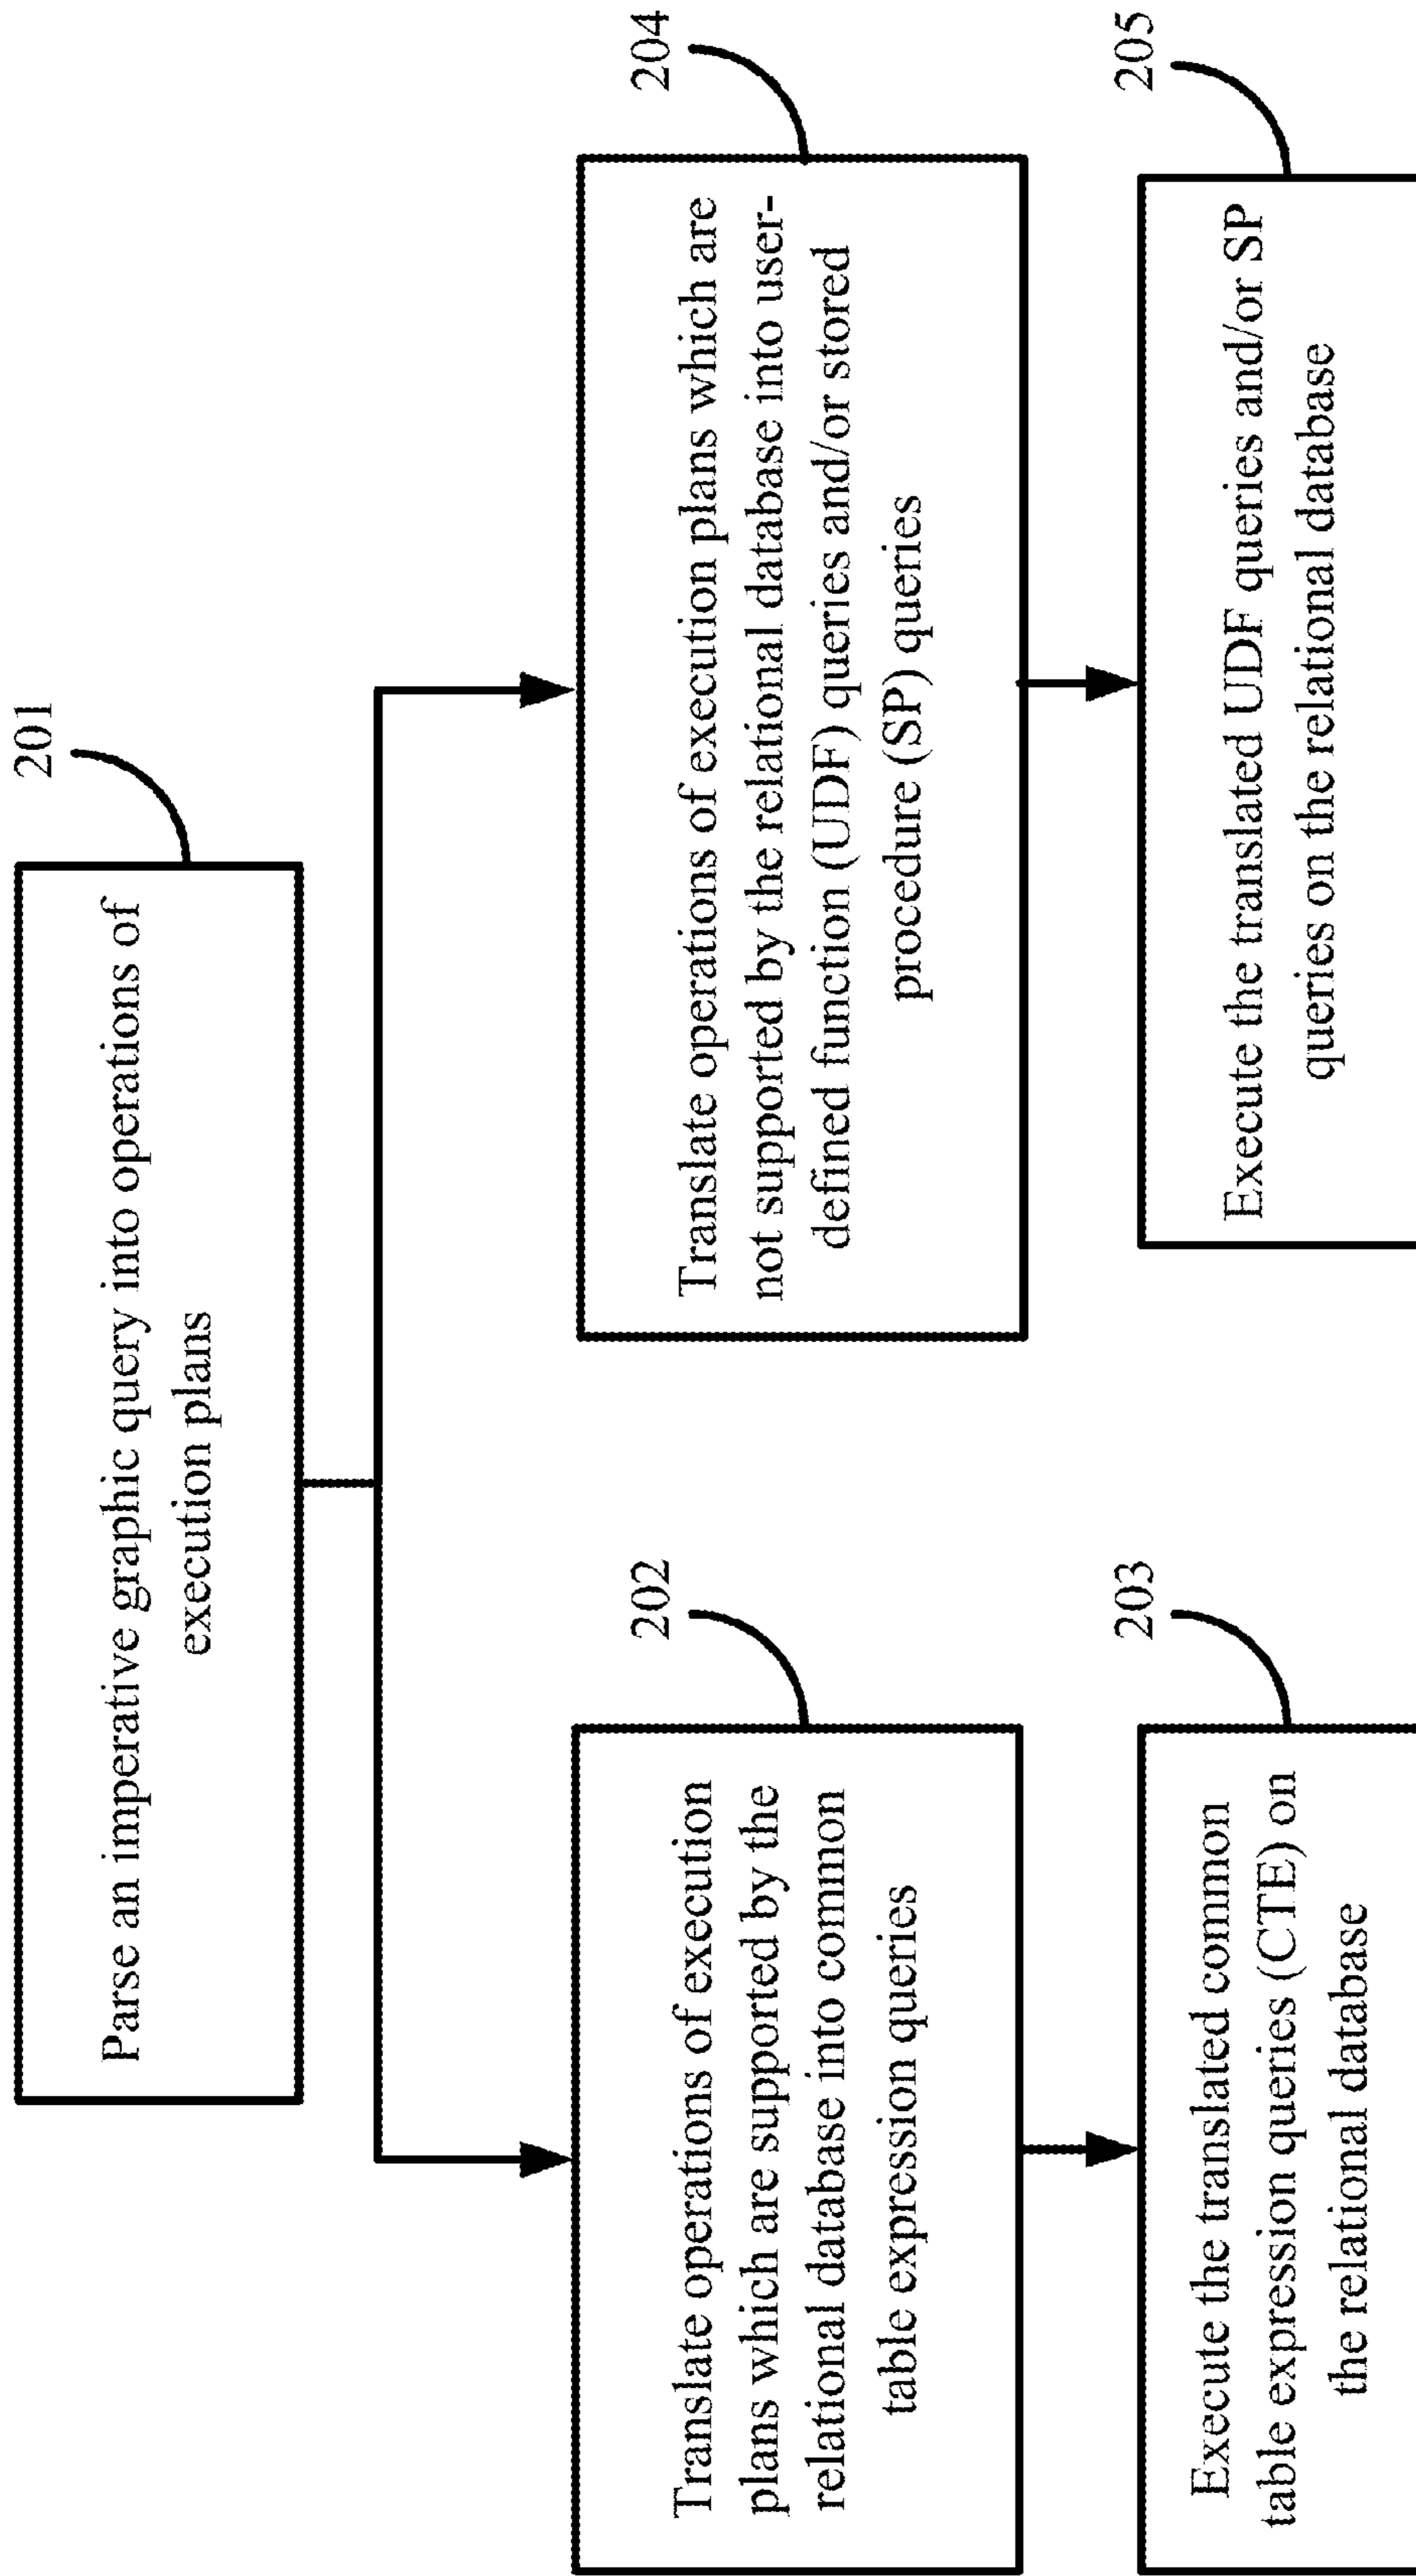 201
Parse an imperative graphic query into operations of
execution plans
202
Translate operations of execution
plans which are supported by the
relational database into common
table expression queries
204
Translate operations of execution plans which are
not supported by the relational database into user-
defined function (UDF) queries and/or stored
procedure (SP) queries
203
Execute the translated common
table expression queries (CTE) on
the relational database
205
Execute the translated UDF queries and/or SP
queries on the relational database